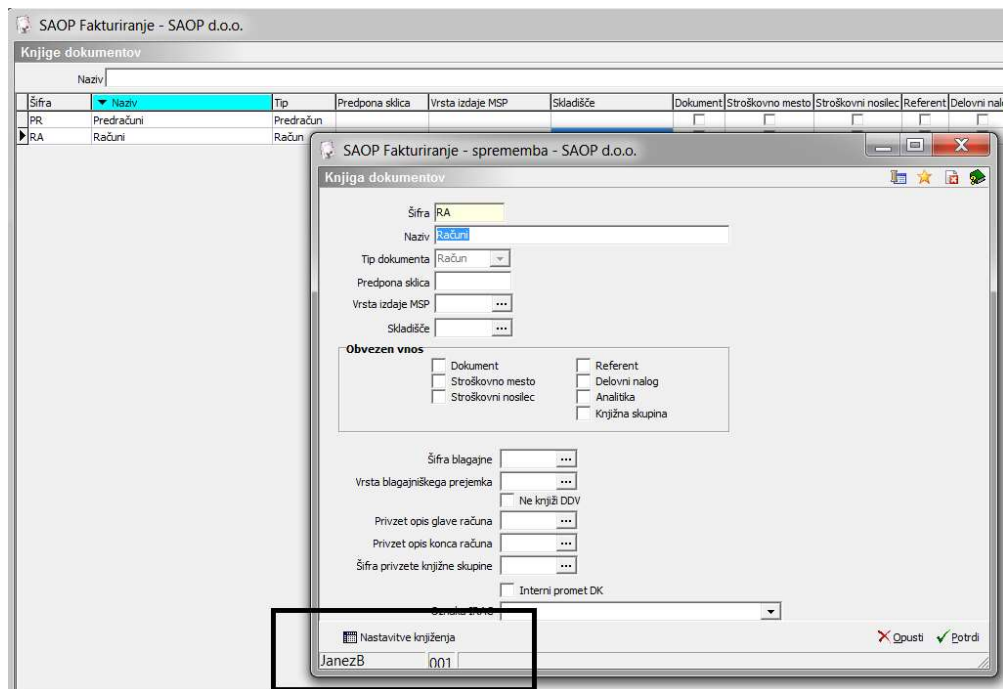 SAOP Fakturiranje - SAOP d.o.o.
Knjige dokumentov
Naziv
Šifra Naziv Tip Predpona sklica Vrsta izdaje MSP Skladišče Dokument Stroškovno mesto Stroškovni nosilec Referent Delovni nal
PR Predračuni Predračun
RA Računi Račun
SAOP Fakturiranje - sprememba - SAOP d.o.o.
Knjiga dokumentov
Šifra RA
Naziv Računi
Tip dokumenta Račun
Predpona sklica
Vrsta izdaje MSP ...
Skladišče ...
Obvezen vnos
Dokument Referent
Stroškovno mesto Delovni nalog
Stroškovni nosilec Analitika
Knjižna skupina
Šifra blagajne ...
Vrsta blagajniškega prejemka ...
Ne knjiži DDV
Privzet opis glave računa ...
Privzet opis konca računa ...
Šifra privzete knjižne skupine ...
Interni promet DK
Nastavitve knjiženja Opusti Potrdi
JanezB 001